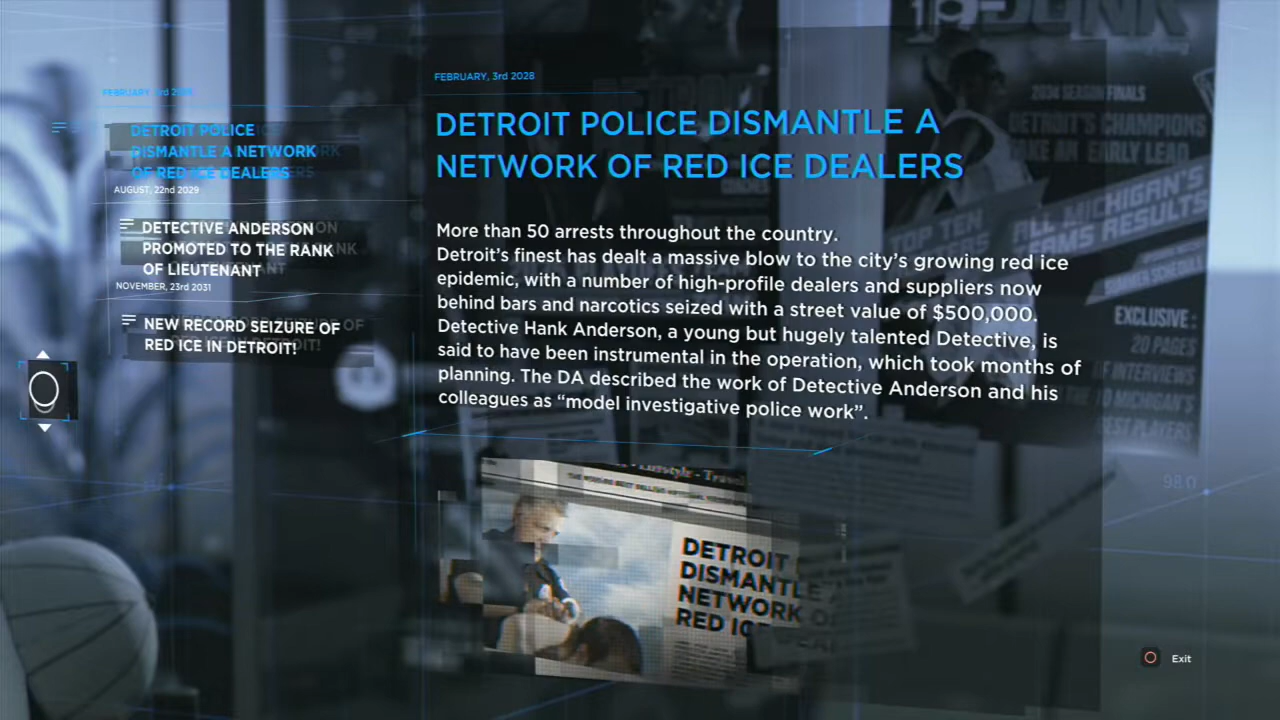 FEBRUARY, 3rd 2028
DETROIT POLICE
DISMANTLE A NETWORK
OF RED ICE DEALERS
AUGUST, 22nd 2029
DETECTIVE ANDERSON
PROMOTED TO THE RANK
OF LIEUTENANT
NOVEMBER, 23rd 2031
NEW RECORD SEIZURE OF
RED ICE IN DETROIT!
FEBRUARY, 3rd 2028
DETROIT POLICE DISMANTLE A
NETWORK OF RED ICE DEALERS
More than 50 arrests throughout the country.
Detroit’s finest has dealt a massive blow to the city’s growing red ice
epidemic, with a number of high-profile dealers and suppliers now
behind bars and narcotics seized with a street value of $500,000.
Detective Hank Anderson, a young but hugely talented Detective, is
said to have been instrumental in the operation, which took months of
planning. The DA described the work of Detective Anderson and his
colleagues as “model investigative police work”.
Lifestyle - Travel
DETROIT
DISMANTLE
NETWORK O
RED IC
DUNK
2034 SEASON FINALS
DETROIT'S CHAMPIONS
AN EARLY LEAD
TOP TEN
ALL MICHIGAN'S
RESULTS
SUMMER SCHEDULE
EXCLUSIVE :
20 PAGES
INTERVIEWS
MICHIGAN'S
PLAYERS
98.0
Exit